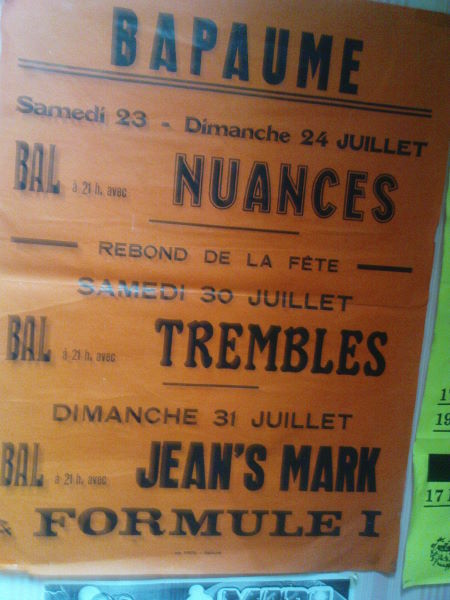 BAPAUME
Samedi 23 - Dimanche 24 JUILLET
BAL à 21 h. avec NUANCES
REBOND DE LA FÊTE
SAMEDI 30 JUILLET
BAL à 21 h. avec TREMBLES
DIMANCHE 31 JUILLET
BAL à 21 h. avec JEAN'S MARK
& FORMULE I
17